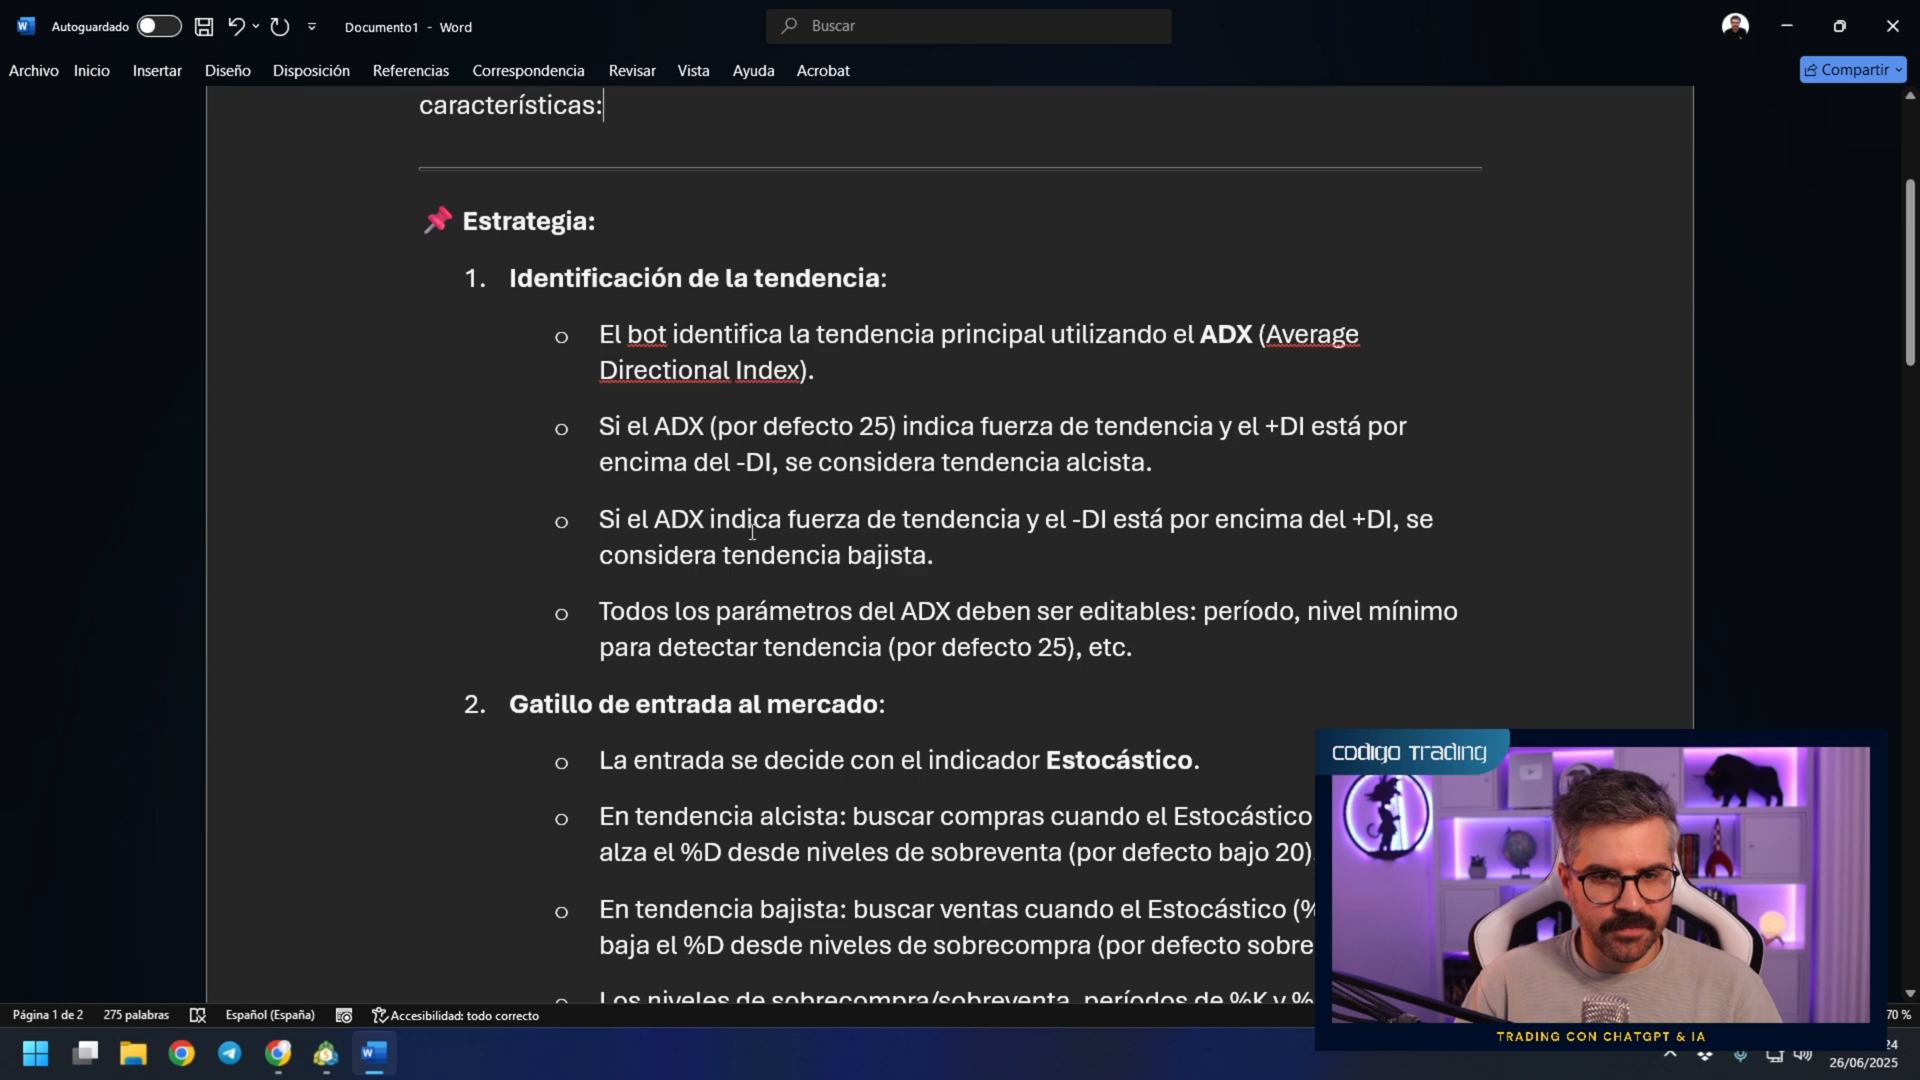 Autoguardado
Documento1 - Word
Buscar
Archivo Inicio Insertar Diseño Disposición Referencias Correspondencia Revisar Vista Ayuda Acrobat
Compartir
características:
Estrategia:
1. Identificación de la tendencia:
o El bot identifica la tendencia principal utilizando el ADX (Average
Directional Index).
o Si el ADX (por defecto 25) indica fuerza de tendencia y el +DI está por
encima del -DI, se considera tendencia alcista.
o Si el ADX indica fuerza de tendencia y el -DI está por encima del +DI, se
considera tendencia bajista.
o Todos los parámetros del ADX deben ser editables: período, nivel mínimo
para detectar tendencia (por defecto 25), etc.
2. Gatillo de entrada al mercado:
o La entrada se decide con el indicador Estocástico.
o En tendencia alcista: buscar compras cuando el Estocástico
alza el %D desde niveles de sobreventa (por defecto bajo 20)
o En tendencia bajista: buscar ventas cuando el Estocástico (%
baja el %D desde niveles de sobrecompra (por defecto sobre
o Los niveles de sobrecompra/sobreventa, períodos de %K y %
codigo Trading
TRADING CON CHATGPT & IA
Página 1 de 2 275 palabras Español (España) Accesibilidad: todo correcto
70 %
24
26/06/2025